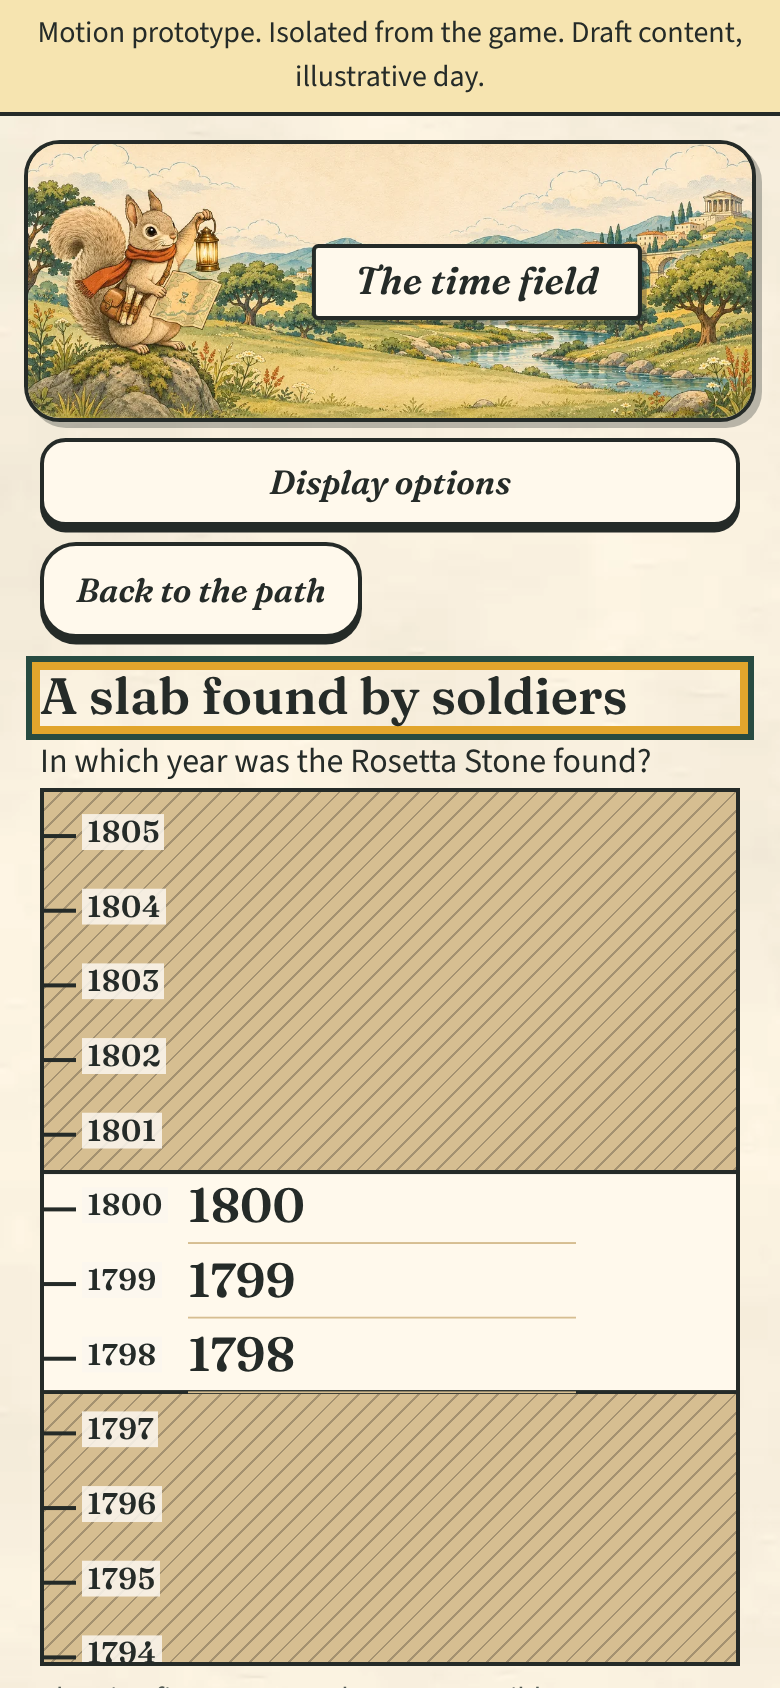 Motion prototype. Isolated from the game. Draft content,
illustrative day.
The time field
Display options
Back to the path
A slab found by soldiers
In which year was the Rosetta Stone found?
1805
1804
1803
1802
1801
1800 1800
1799 1799
1798 1798
1797
1796
1795
1794